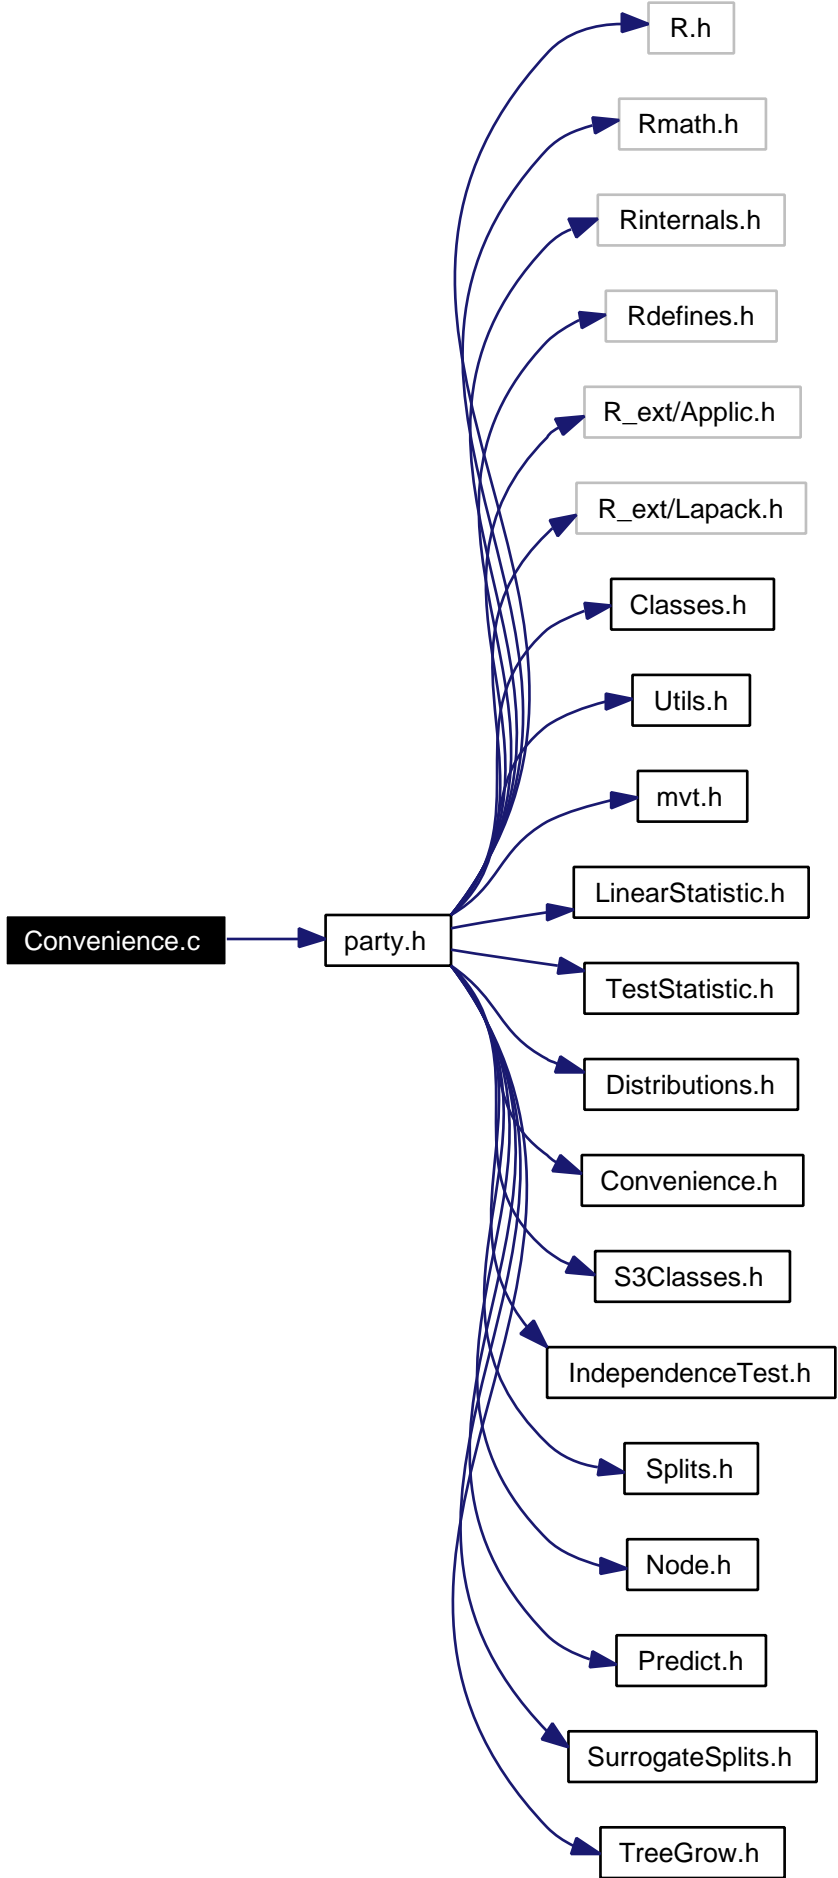 R.h
Rmath.h
Rinternals.h
Rdefines.h
R_ext/Applic.h
R_ext/Lapack.h
Classes.h
Utils.h
mvt.h
LinearStatistic.h
Convenience.c
party.h
TestStatistic.h
Distributions.h
Convenience.h
S3Classes.h
IndependenceTest.h
Splits.h
Node.h
Predict.h
SurrogateSplits.h
TreeGrow.h